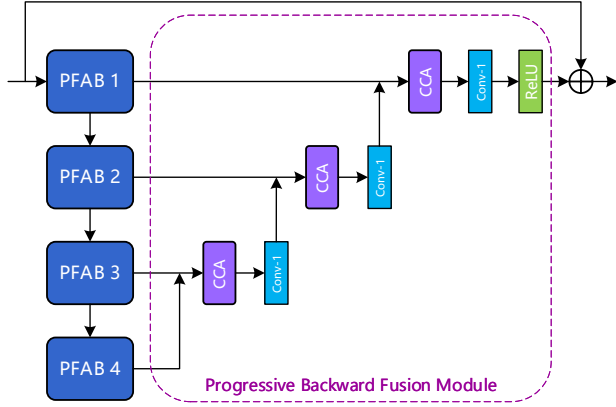 PFAB 1
CCA
Conv-1
ReLU
PFAB 2
CCA
Conv-1
PFAB 3
CCA
Conv-1
PFAB 4
Progressive Backward Fusion Module